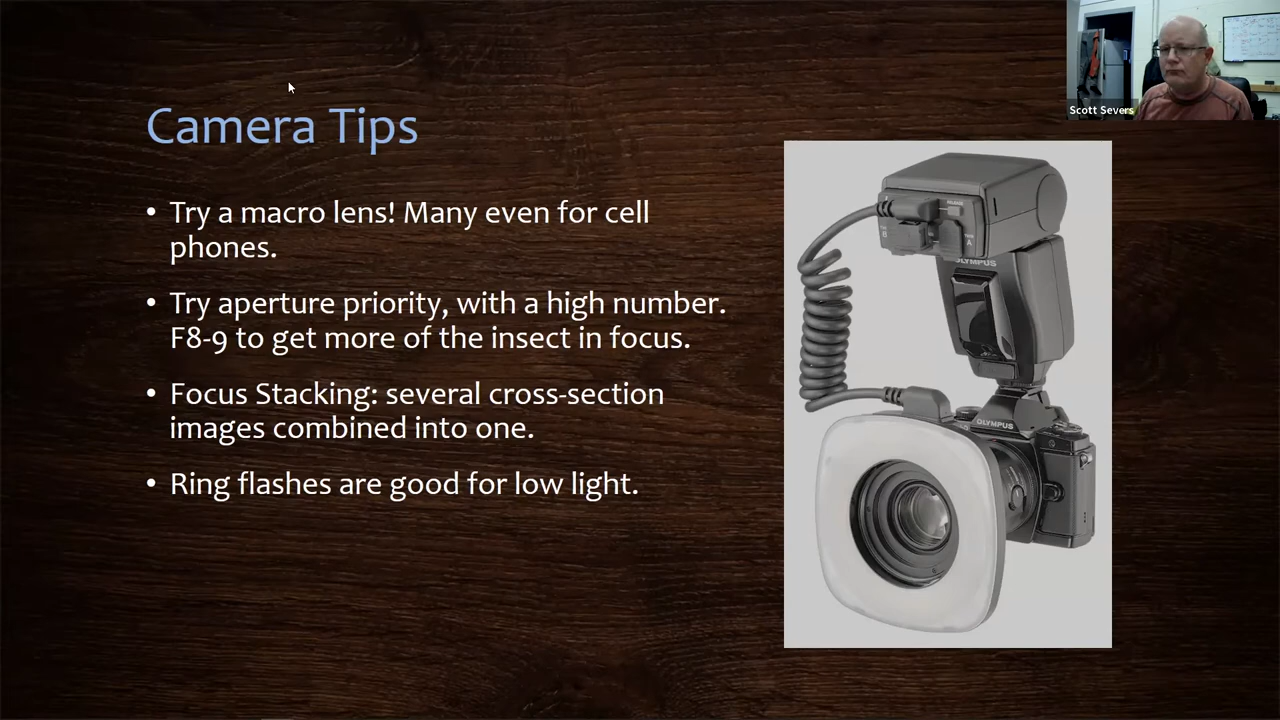 Scott Severs
Camera Tips
• Try a macro lens! Many even for cell
phones.
• Try aperture priority, with a high number.
F8-9 to get more of the insect in focus.
• Focus Stacking: several cross-section
images combined into one.
• Ring flashes are good for low light.
OLYMPUS
OLYMPUS